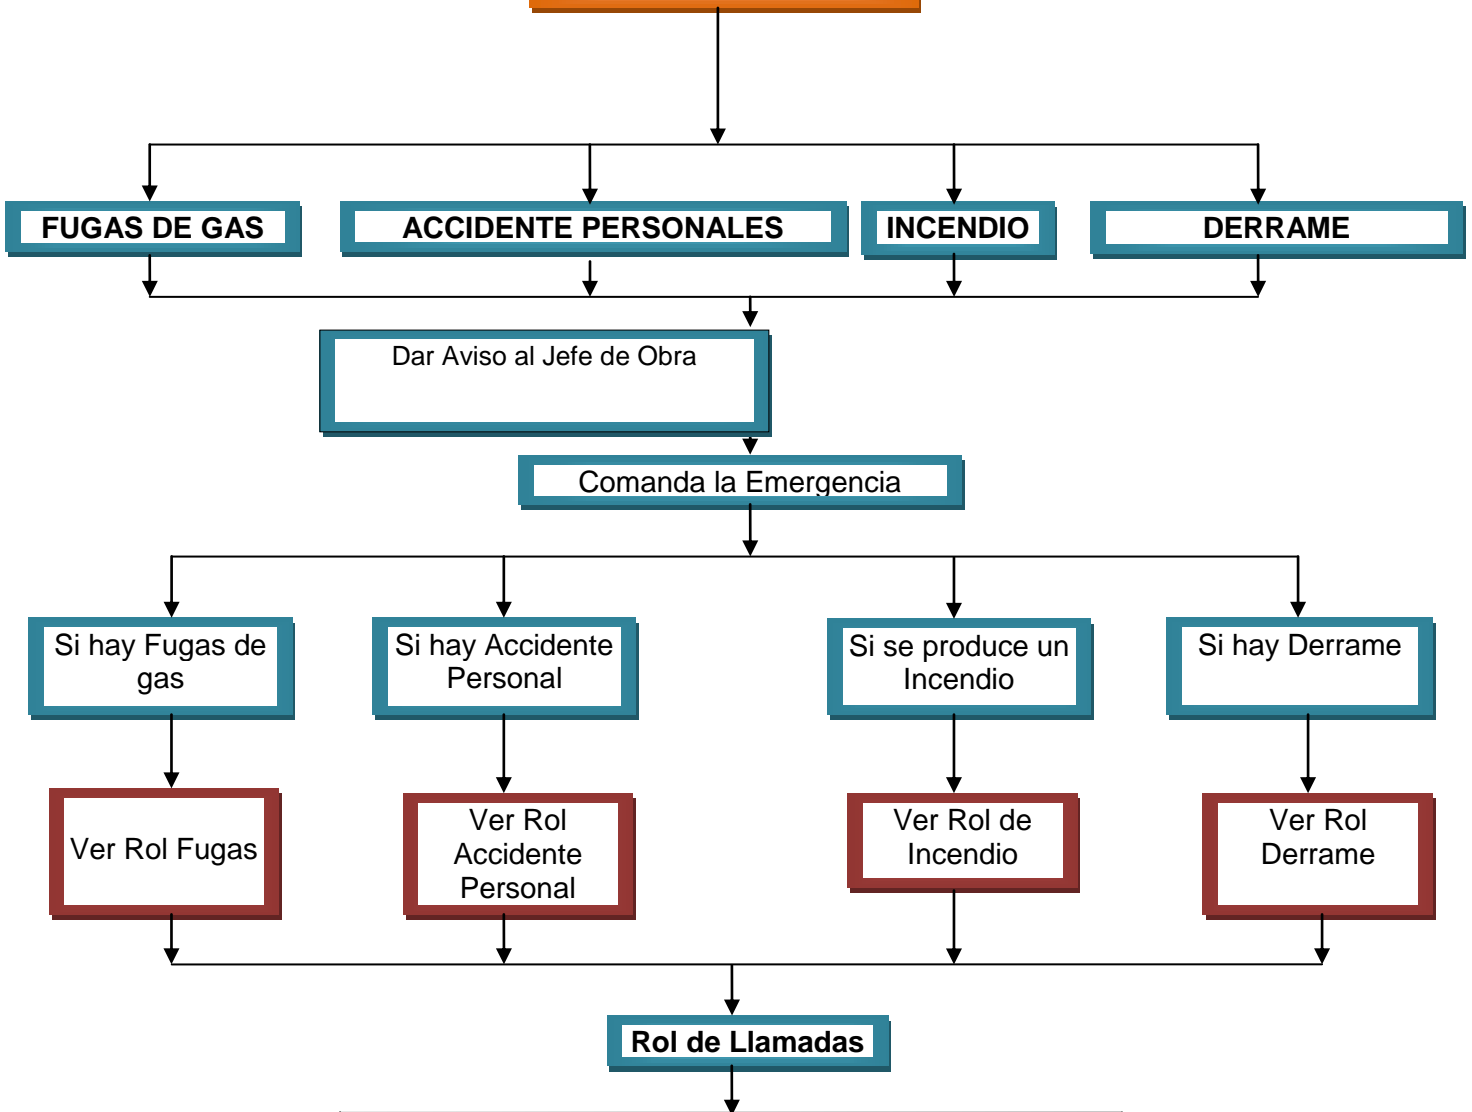 FUGAS DE GAS
ACCIDENTE PERSONALES
INCENDIO
DERRAME
Dar Aviso al Jefe de Obra
Comanda la Emergencia
Si hay Fugas de
gas
Si hay Accidente
Personal
Si se produce un
Incendio
Si hay Derrame
Ver Rol Fugas
Ver Rol
Accidente
Personal
Ver Rol de
Incendio
Ver Rol
Derrame
Rol de Llamadas